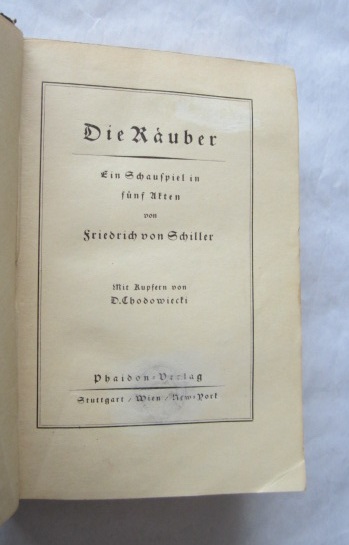 Die Räuber
Ein Schauspiel in
fünf Akten
von
Friedrich von Schiller
Mit Kupfern von
D. Chodowiecki
Phaidon-Verlag
Stuttgart / Wien / New-York